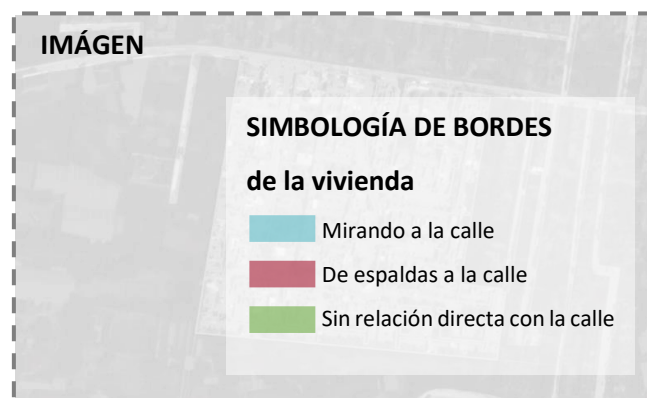 IMÁGEN
SIMBOLOGÍA DE BORDES
de la vivienda
Mirando a la calle
De espaldas a la calle
Sin relación directa con la calle